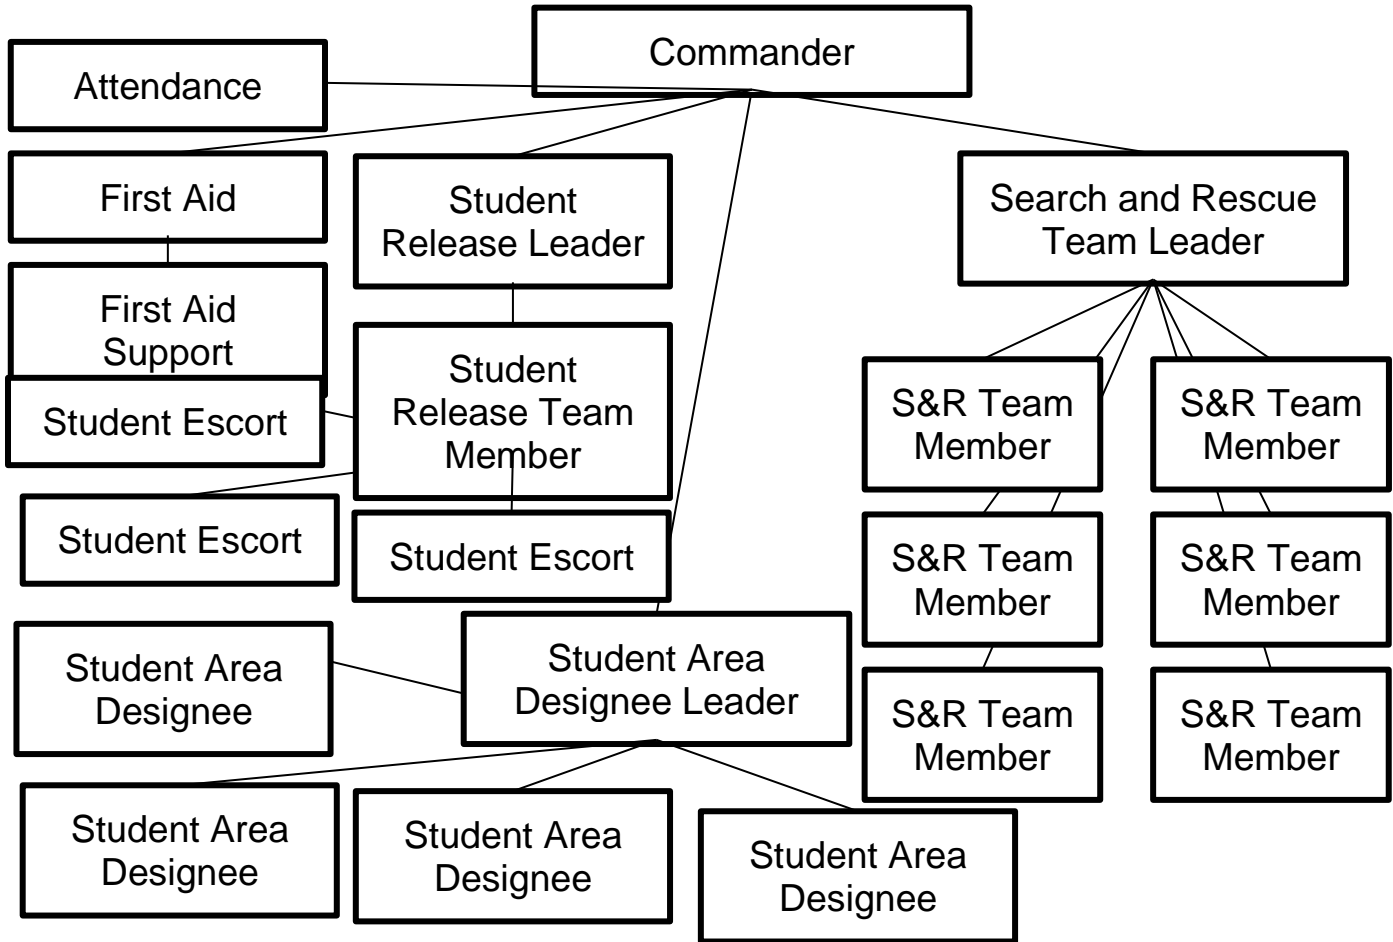 Commander
Attendance
First Aid
Student
Release Leader
Search and Rescue
Team Leader
First Aid
Support
Student
Release Team
Member
Student Escort
Student Escort
Student Escort
S&R Team
Member
S&R Team
Member
S&R Team
Member
S&R Team
Member
S&R Team
Member
S&R Team
Member
Student Area
Designee
Student Area
Designee Leader
Student Area
Designee
Student Area
Designee
Student Area
Designee